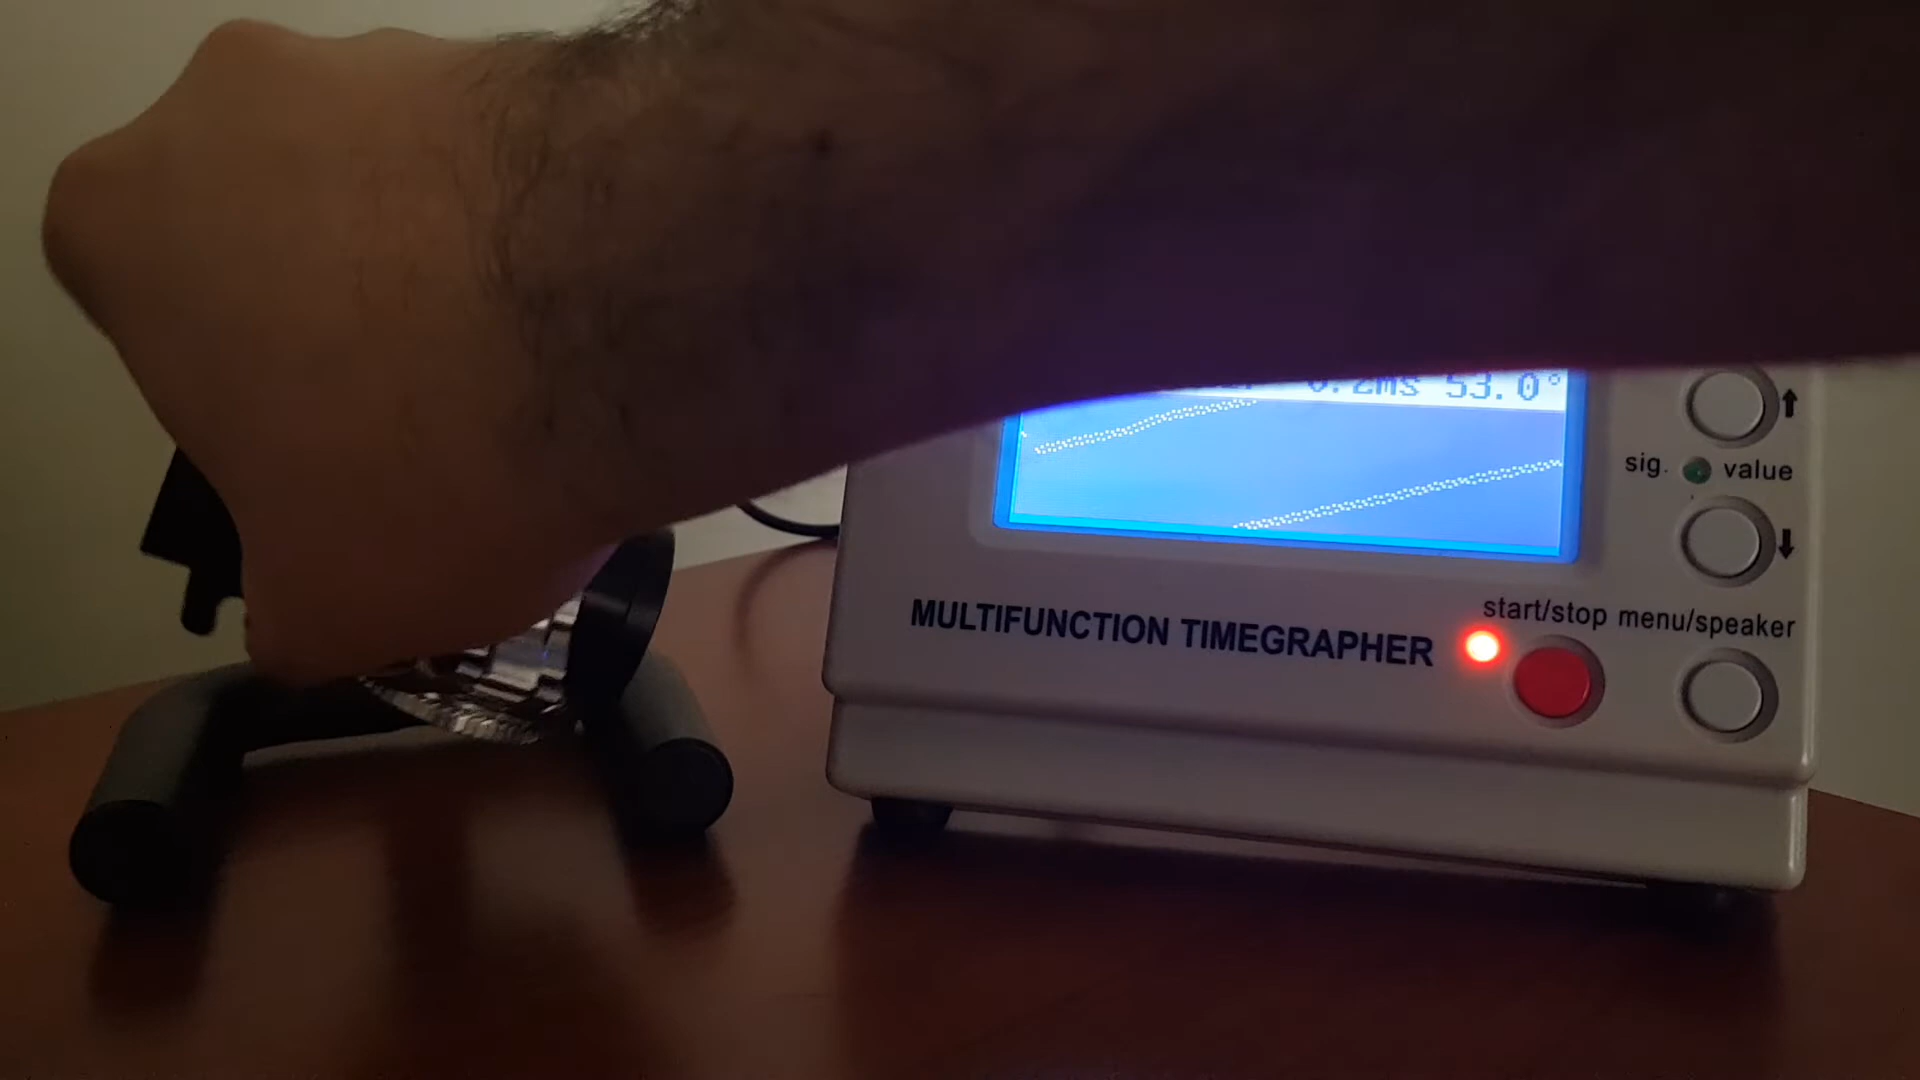 0.2ms 53.0°
sig. value
start/stop menu/speaker
MULTIFUNCTION TIMEGRAPHER